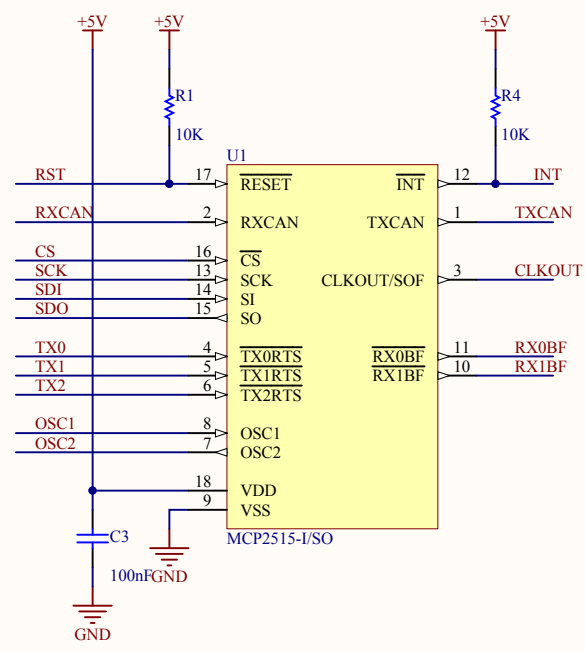 +5V +5V +5V
R1 R4
10K 10K
U1
RST 17 RESET INT 12 INT
RXCAN 2 RXCAN TXCAN 1 TXCAN
CS 16 CS
SCK 13 SCK CLKOUT/SOF 3 CLKOUT
SDI 14 SI
SDO 15 SO
TX0 4 TX0RTS RX0BF 11 RX0BF
TX1 5 TX1RTS RX1BF 10 RX1BF
TX2 6 TX2RTS
OSC1 8 OSC1
OSC2 7 OSC2
18 VDD
9 VSS
C3 MCP2515-I/SO
100nF GND
GND